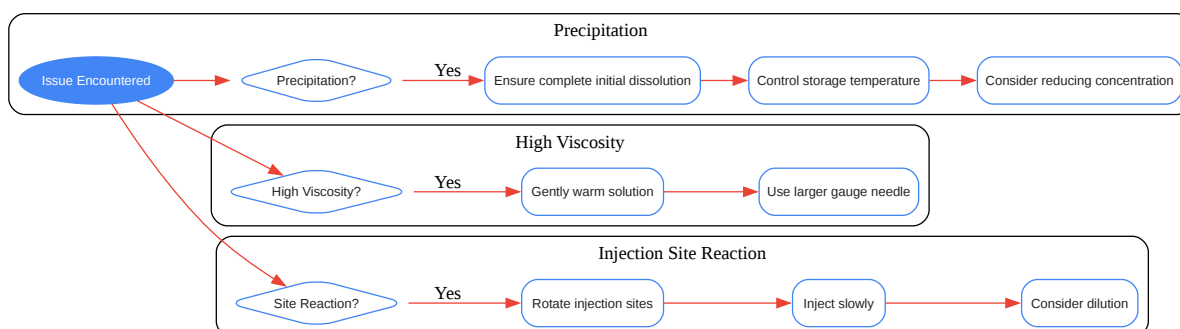 Precipitation
Issue Encountered
Precipitation?
Yes
Ensure complete initial dissolution
Control storage temperature
Consider reducing concentration
High Viscosity
High Viscosity?
Yes
Gently warm solution
Use larger gauge needle
Injection Site Reaction
Site Reaction?
Yes
Rotate injection sites
Inject slowly
Consider dilution